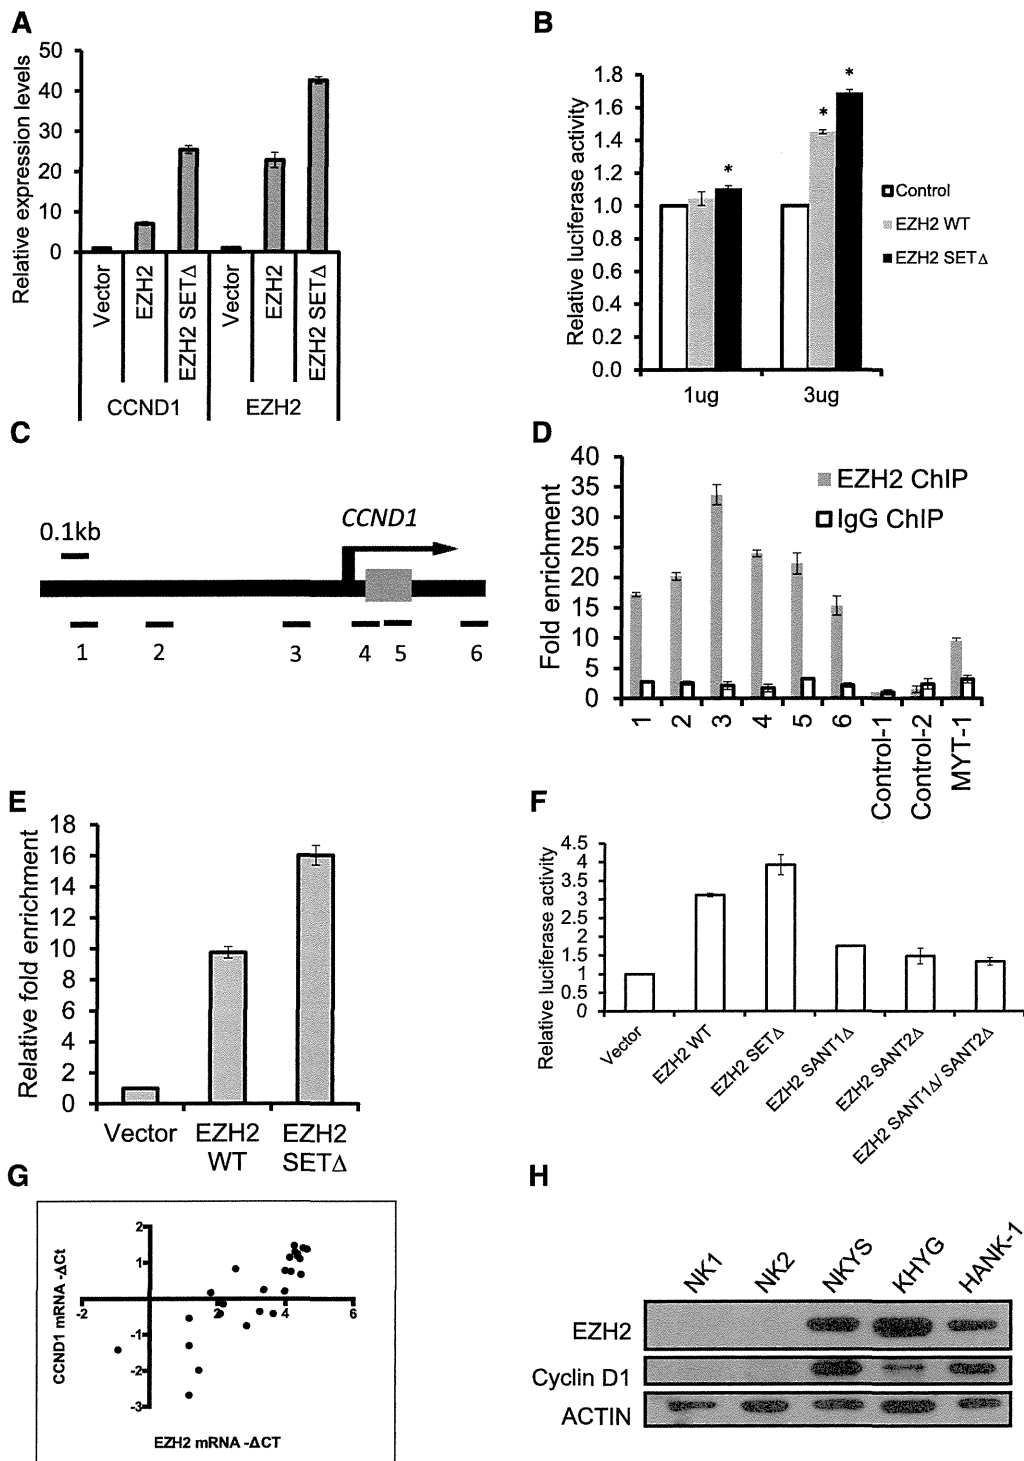 A
Relative expression levels
50
40
30
20
10
0
Vector
EZH2
EZH2 SETΔ
Vector
EZH2
EZH2 SETΔ
CCND1
EZH2
B
Relative luciferase activity
1.8
1.6
1.4
1.2
1.0
0.8
0.6
0.4
0.2
0.0
*
*
*
1ug
3ug
Control
EZH2 WT
EZH2 SETΔ
C
0.1kb
CCND1
1
2
3
4
5
6
D
Fold enrichment
40
35
30
25
20
15
10
5
0
EZH2 ChIP
IgG ChIP
1
2
3
4
5
6
Control-1
Control-2
MYT-1
E
Relative fold enrichment
18
16
14
12
10
8
6
4
2
0
Vector
EZH2 WT
EZH2 SETΔ
F
Relative luciferase activity
4.5
4
3.5
3
2.5
2
1.5
1
0.5
0
Vector
EZH2 WT
EZH2 SETΔ
EZH2 SANT1Δ
EZH2 SANT2Δ
EZH2 SANT1Δ/ SANT2Δ
G
CCND1 mRNA -ΔCt
2
1
-1
-2
-3
-2
2
4
6
EZH2 mRNA -ΔCT
H
NK1
NK2
NKYS
KHYG
HANK-1
EZH2
Cyclin D1
ACTIN